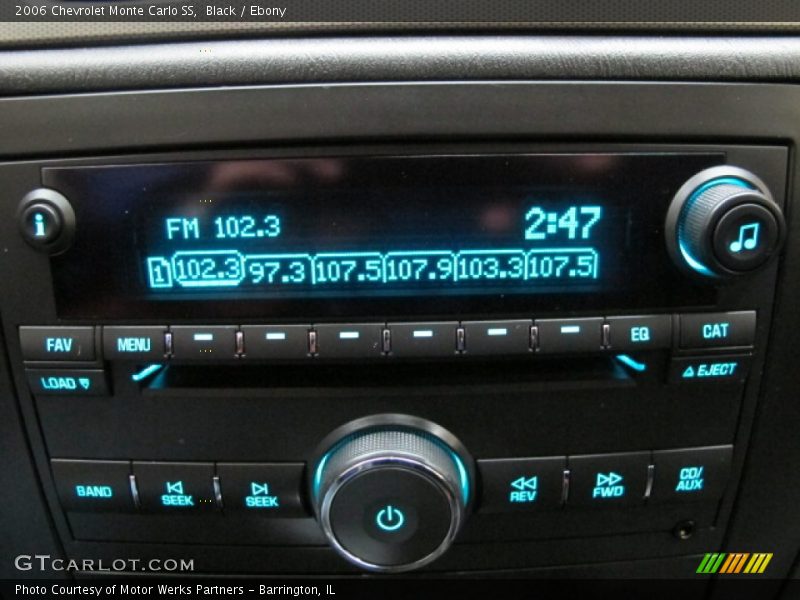 2006 Chevrolet Monte Carlo SS,  Black / Ebony
i
FM 102.3
2:47
1 102.3 97.3 107.5 107.9 103.3 107.5
FAV
MENU
EQ
CAT
LOAD
EJECT
BAND
SEEK
SEEK
REV
FWD
CD/
AUX
GTCARLOT.COM
Photo Courtesy of Motor Werks Partners - Barrington, IL